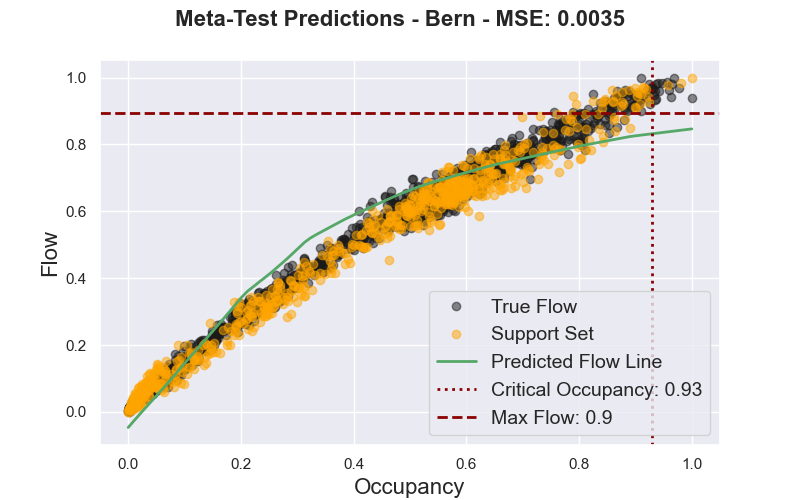 Meta-Test Predictions - Bern - MSE: 0.0035
Flow
1.0
0.8
0.6
0.4
0.2
0.0
0.0
0.2
0.4
0.6
0.8
1.0
Occupancy
True Flow
Support Set
Predicted Flow Line
Critical Occupancy: 0.93
Max Flow: 0.9